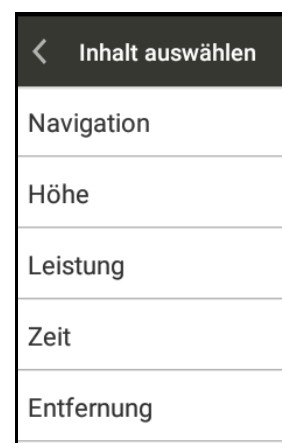 Inhalt auswählen
Navigation
Höhe
Leistung
Zeit
Entfernung